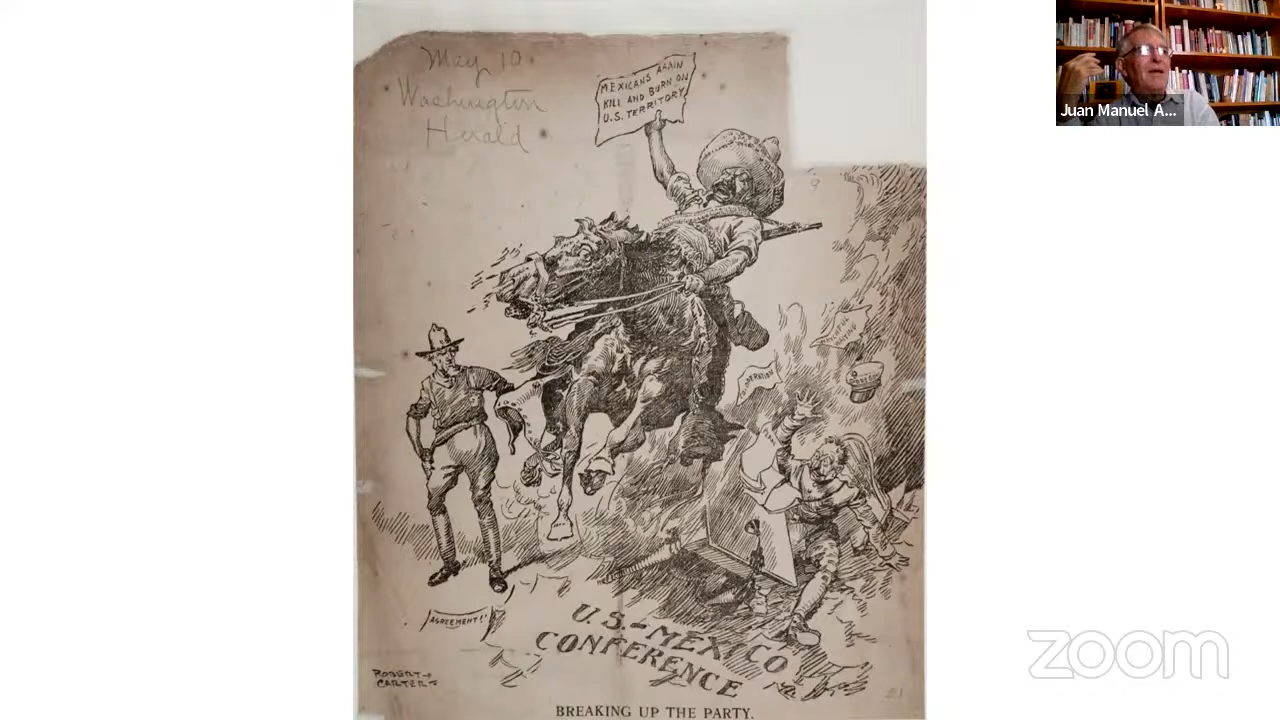 May 10
Washington
Herald
MEXICANS AGAIN
KILL AND BURN ON
U.S. TERRITORY
Juan Manuel A...
AGREEMENT!
U.S.-MEXICO
CONFERENCE
ROBERT
CARTER
BREAKING UP THE PARTY.
zoom